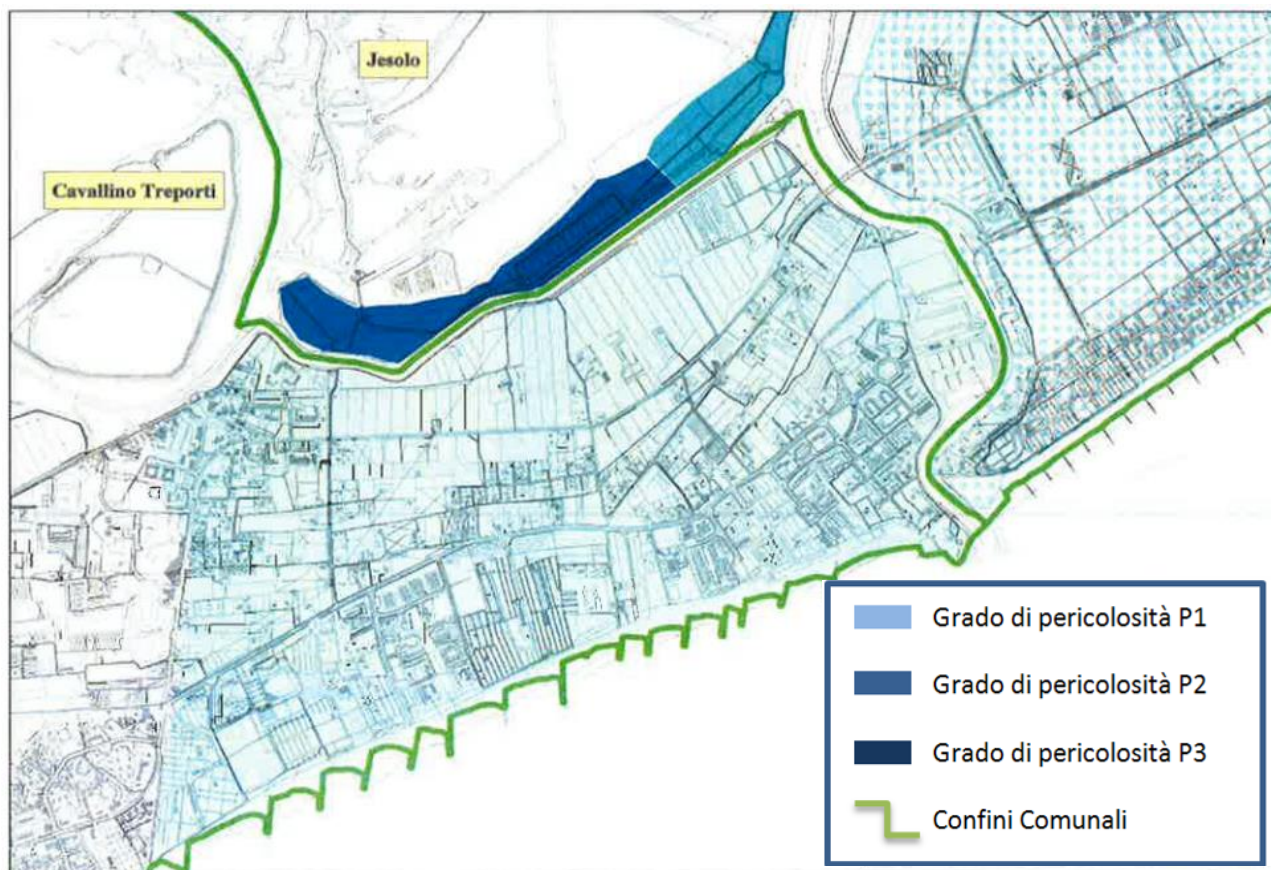 Jesolo
Cavallino Treporti
Grado di pericolosità P1
Grado di pericolosità P2
Grado di pericolosità P3
Confini Comunali